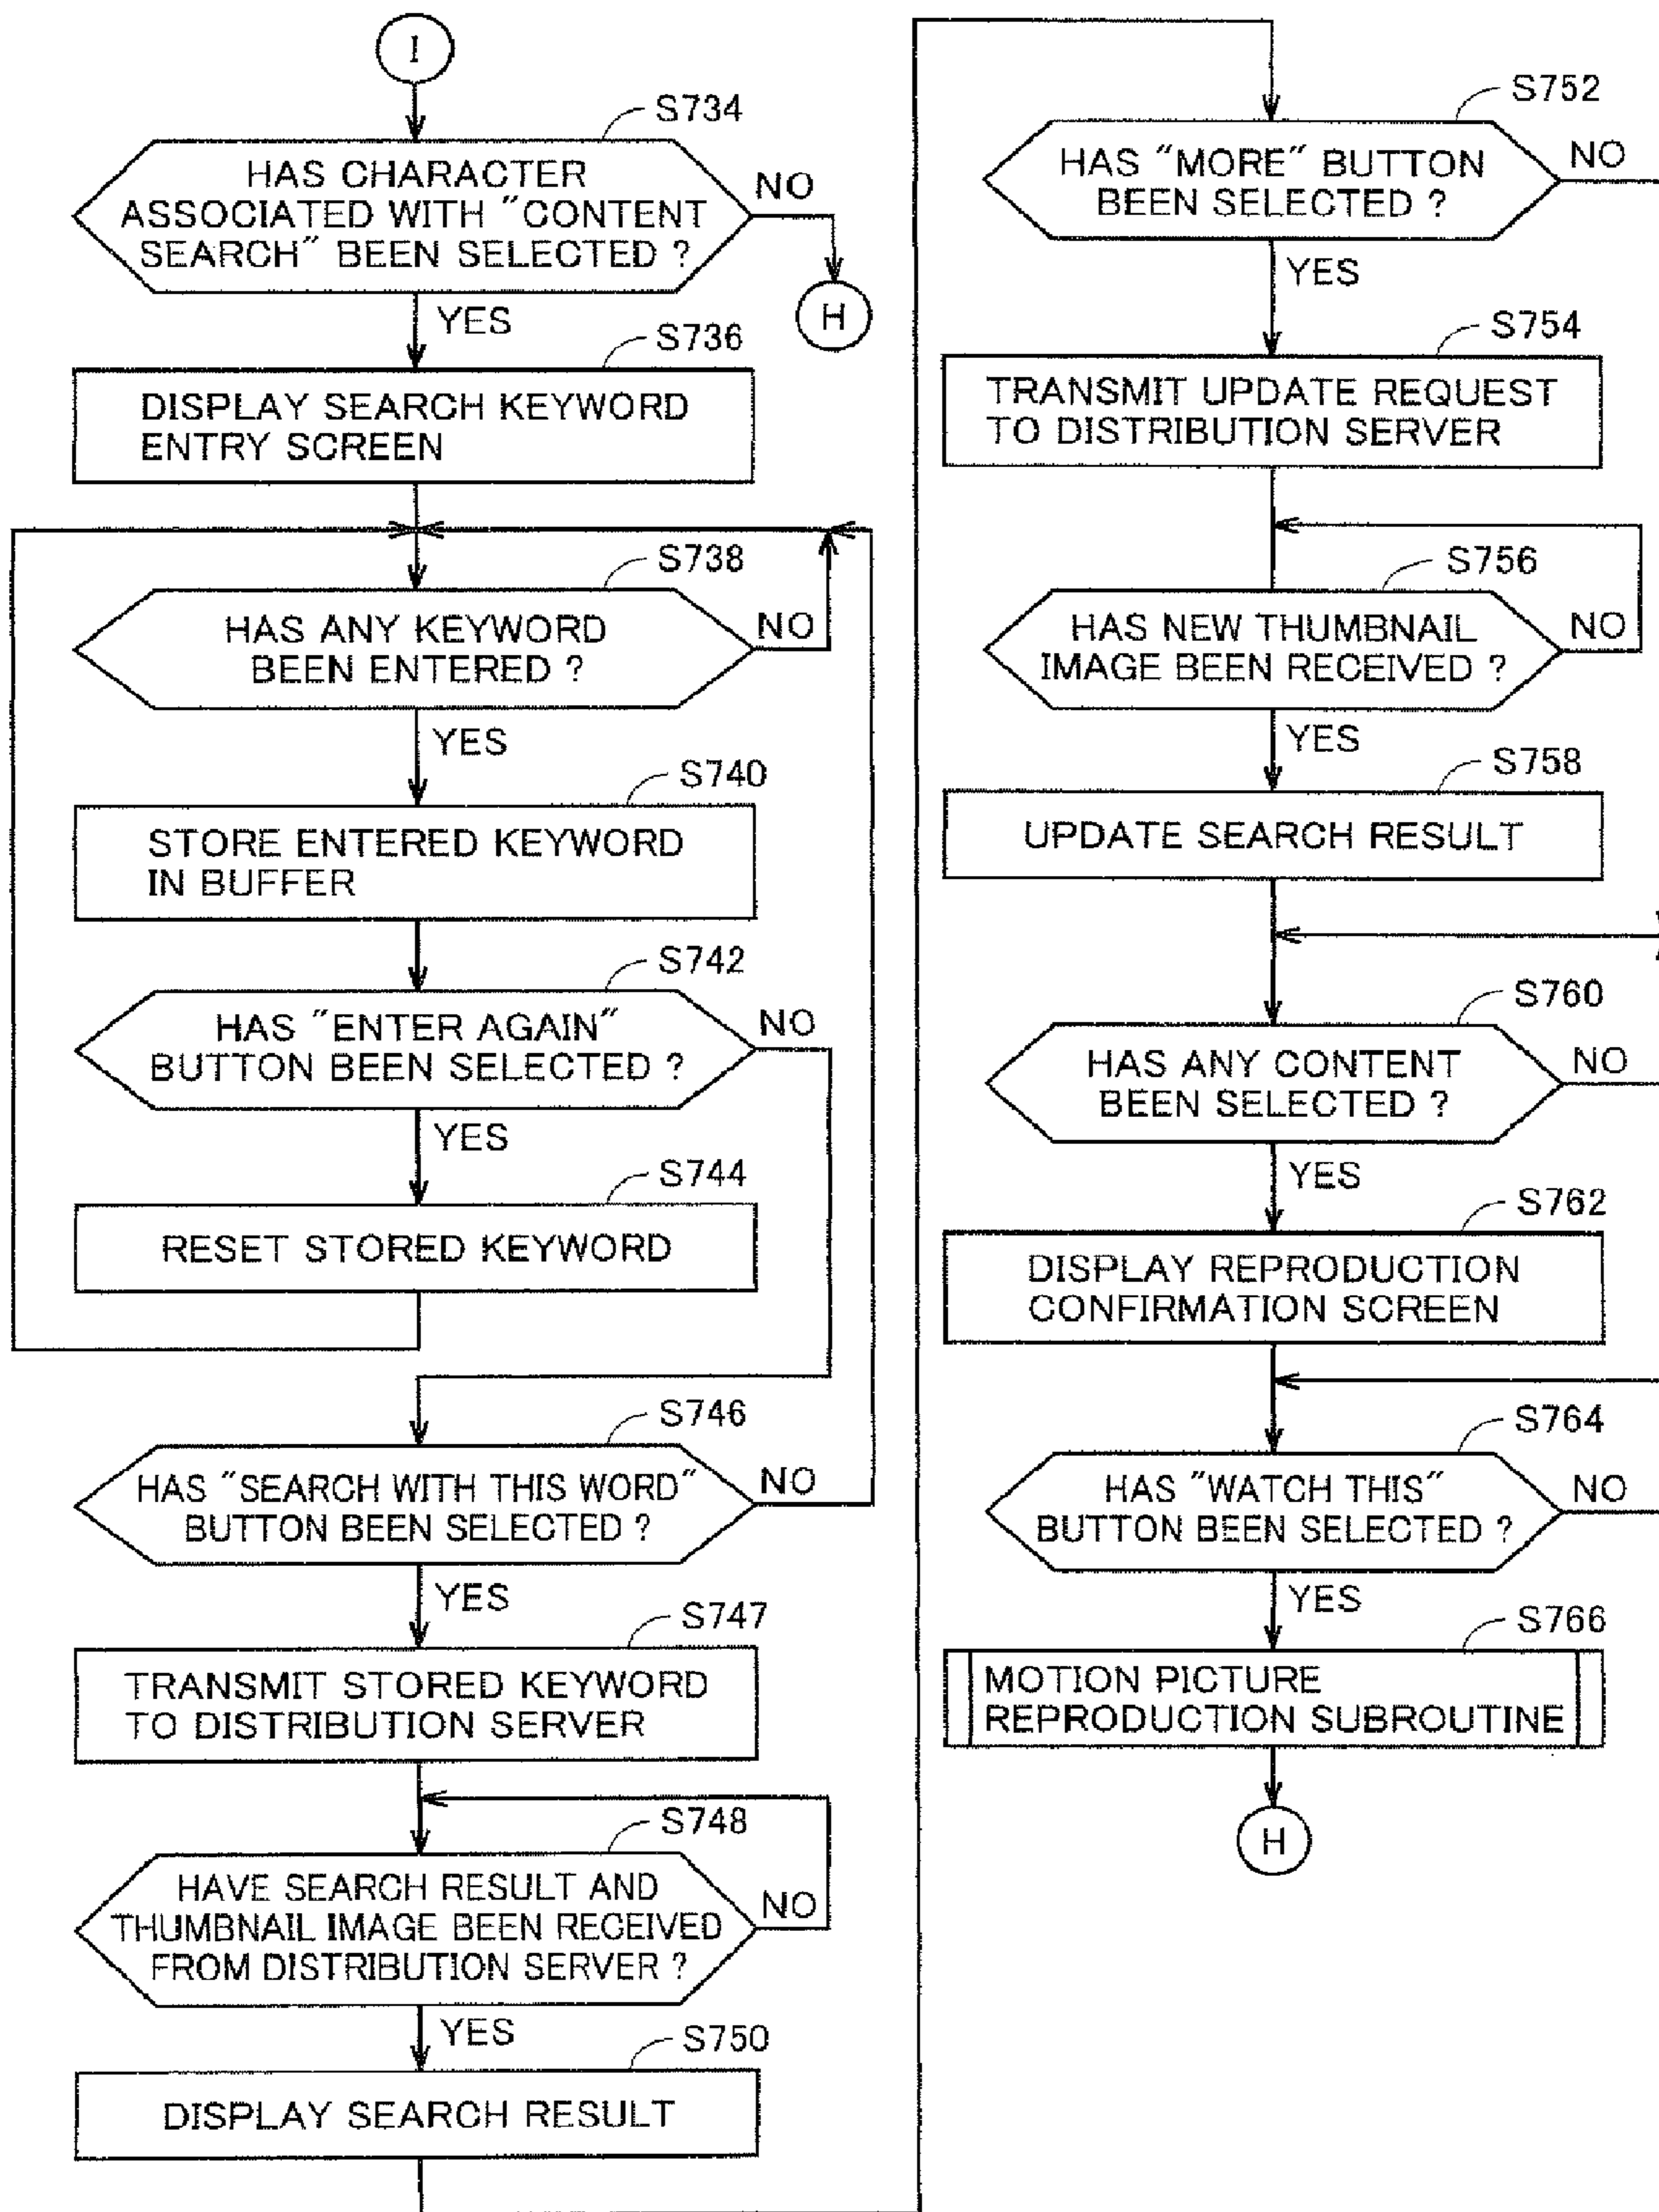 I
S734
HAS CHARACTER
ASSOCIATED WITH "CONTENT
SEARCH" BEEN SELECTED ?
NO
H
YES
S736
DISPLAY SEARCH KEYWORD
ENTRY SCREEN
S738
HAS ANY KEYWORD
BEEN ENTERED ?
NO
YES
S740
STORE ENTERED KEYWORD
IN BUFFER
S742
HAS "ENTER AGAIN"
BUTTON BEEN SELECTED ?
NO
YES
S744
RESET STORED KEYWORD
S746
HAS "SEARCH WITH THIS WORD"
BUTTON BEEN SELECTED ?
NO
YES
S747
TRANSMIT STORED KEYWORD
TO DISTRIBUTION SERVER
S748
HAVE SEARCH RESULT AND
THUMBNAIL IMAGE BEEN RECEIVED
FROM DISTRIBUTION SERVER ?
NO
YES
S750
DISPLAY SEARCH RESULT
S752
HAS "MORE" BUTTON
BEEN SELECTED ?
NO
YES
S754
TRANSMIT UPDATE REQUEST
TO DISTRIBUTION SERVER
S756
HAS NEW THUMBNAIL
IMAGE BEEN RECEIVED ?
NO
YES
S758
UPDATE SEARCH RESULT
S760
HAS ANY CONTENT
BEEN SELECTED ?
NO
YES
S762
DISPLAY REPRODUCTION
CONFIRMATION SCREEN
S764
HAS "WATCH THIS"
BUTTON BEEN SELECTED ?
NO
YES
S766
MOTION PICTURE
REPRODUCTION SUBROUTINE
H